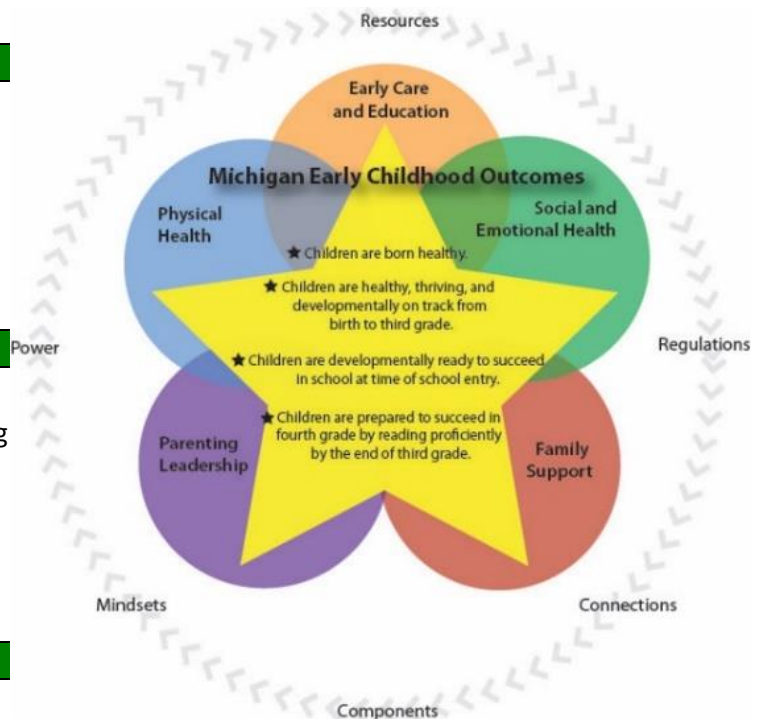 Resources
Early Care
and Education
Michigan Early Childhood Outcomes
Physical
Health
Social and
Emotional Health
★ Children are born healthy.
★ Children are healthy, thriving, and
developmentally on track from
birth to third grade.
Power
Regulations
★ Children are developmentally ready to succeed
in school at time of school entry.
g
★ Children are prepared to succeed in
fourth grade by reading proficiently
by the end of third grade.
Parenting
Leadership
Family
Support
Mindsets
Connections
Components